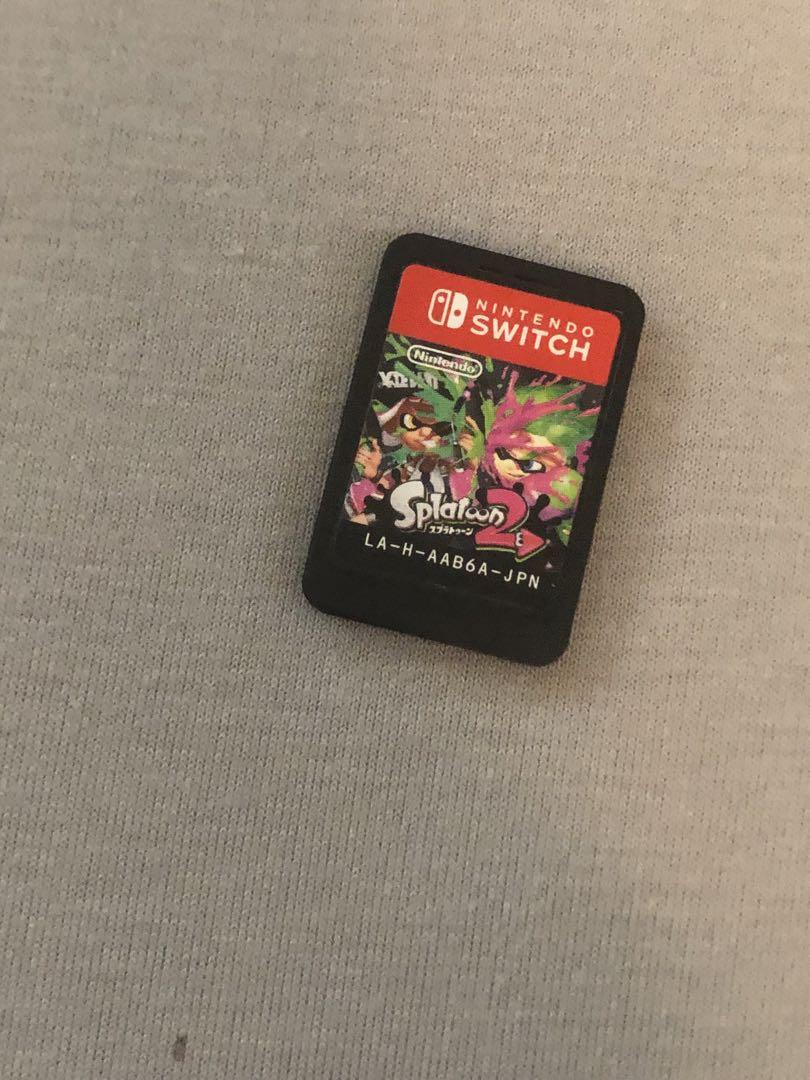 NINTENDO
SWITCH
Nintendo
Splatoon 2
スプラトゥーン
LA-H-AAB6A-JPN